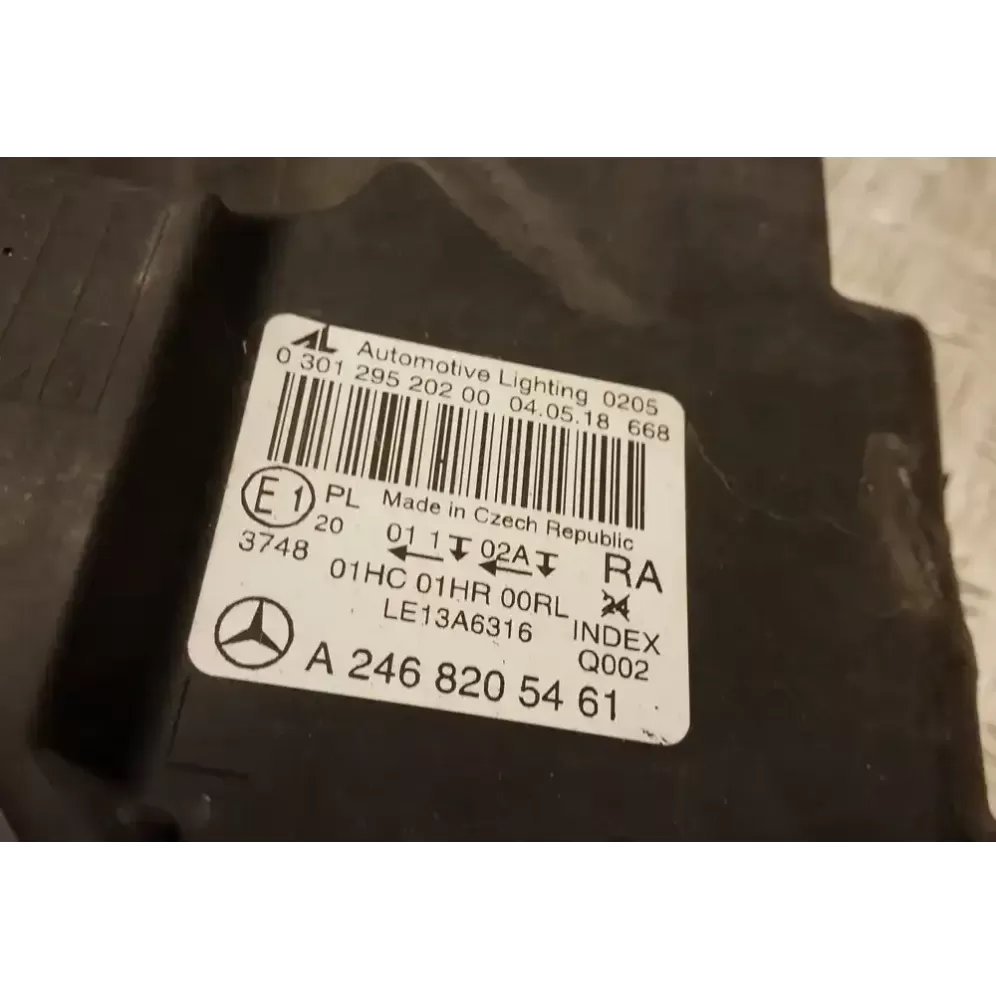 AL Automotive Lighting 0205
0 301 295 202 00 04.05.18 668
E1 PL Made in Czech Republic
20 01 1 02A RA
3748 01HC 01HR 00RL 24
LE13A6316 INDEX
Q002
A 246 820 54 61